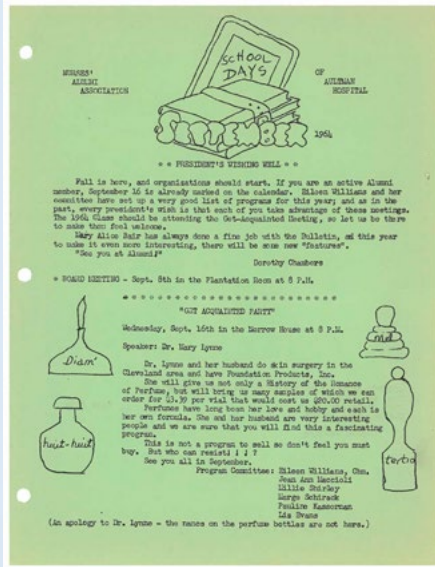 SCHOOL
DAYS
NURSES'
ALUMNI
ASSOCIATION
OF
AULTMAN
HOSPITAL
SEPTEMBER 1964
* * PRESIDENT'S WISHING WELL * *
Fall is here, and organizations should start. If you are an active Alumni
member, September 16 is already marked on the calendar. Eileen Williams and her
committee have set up a very good list of programs for this year; and as in the
past, every president's wish is that each of you take advantage of these meetings.
The 1964 Class should be attending the Get-Acquainted Meeting, so let us be there
to make them feel welcome.
Mary Alice Bair has always done a fine job with the Bulletin, and this year
to make it even more interesting, there will be some new "features".
"See you at Alumni!"
Dorothy Chambers
* BOARD MEETING - Sept. 8th in the Plantation Room at 8 P.M.
"GET ACQUAINTED PARTY"
Wednesday, Sept. 16th in the Morrow House at 8 P.M.
Speaker: Dr. Mary Lynne
Dr. Lynne and her husband do skin surgery in the
Cleveland area and have Foundation Products, Inc.
She will give us not only a History of the Romance
of Perfume, but will bring us many samples of which we can
order for $3.39 per vial that would cost us $20.00 retail.
Perfumes have long been her love and hobby and each is
her own formula. She and her husband are very interesting
people and we are sure that you will find this a fascinating
program.
This is not a program to sell so don't feel you must
buy. But who can resist! ! ! ?
See you all in September.
Program Committee: Eileen Williams, Chm.
Jean Ann Maccioli
Millie Shirley
Marge Schirack
Pauline Kasserman
Liz Evans
Diam'
huit-huit
me!
(An apology to Dr. Lynne - the names on the perfume bottles are not hers.)